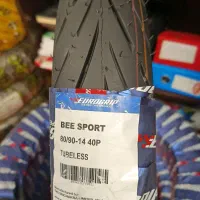 EUROGRIP
BEE SPORT
80/90-14 40P
TUBELESS